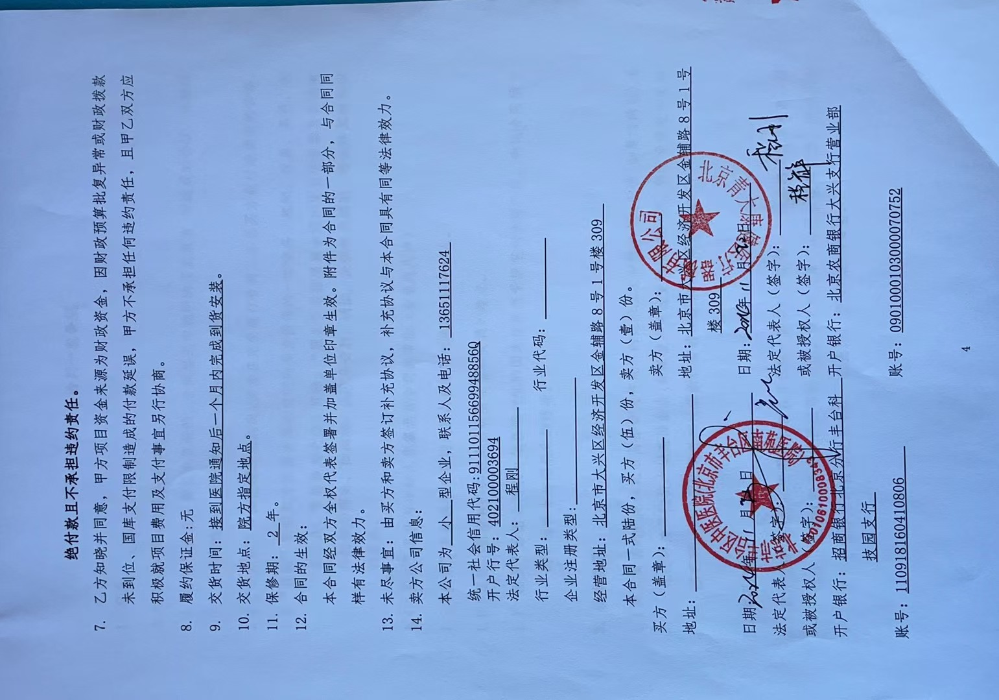 绝付款且不承担违约责任。
7. 乙方知晓并同意，甲方项目资金来源为财政资金，因财政预算批复异常或财政拨款
未到位、国库支付限制造成的付款延误，甲方不承担任何违约责任，且甲乙双方应
积极就项目费用及支付事宜另行协商。
8. 履约保证金:无
9. 交货时间：接到医院通知后一个月内完成到货安装。
10. 交货地点：院方指定地点。
11. 保修期：2年。
12. 合同的生效：
本合同经双方全权代表签署并加盖单位印章生效。附件为合同的一部分，与合同同
样有法律效力。
13. 未尽事宜：由买方和卖方签订补充协议，补充协议与本合同具有同等法律效力。
14. 卖方公司信息：
本公司为 小 型企业，联系人及电话：13651117624
统一社会信用代码:91110115669948856Q
开户行号：402100003694
法定代表人： 程刚
行业类型： 行业代码：
企业注册类型：
经营地址：北京市大兴区经济开发区金辅路8号1号楼309
本合同一式陆份，买方（伍）份，卖方（壹）份。
买方（盖章）： 卖方（盖章）：
地址： 地址：北京市大兴区经济开发区金辅路8号1号
楼309
日期: 年11月 日 日期: 年11月 日
法定代表人（签字）： 法定代表人（签字）：
或被授权人（签字）： 或被授权人（签字）：
开户银行：招商银行北京分行丰台科 开户银行：北京农商银行大兴支行营业部
技园支行
账号：110918160410806 账号：0901000103000070752
4